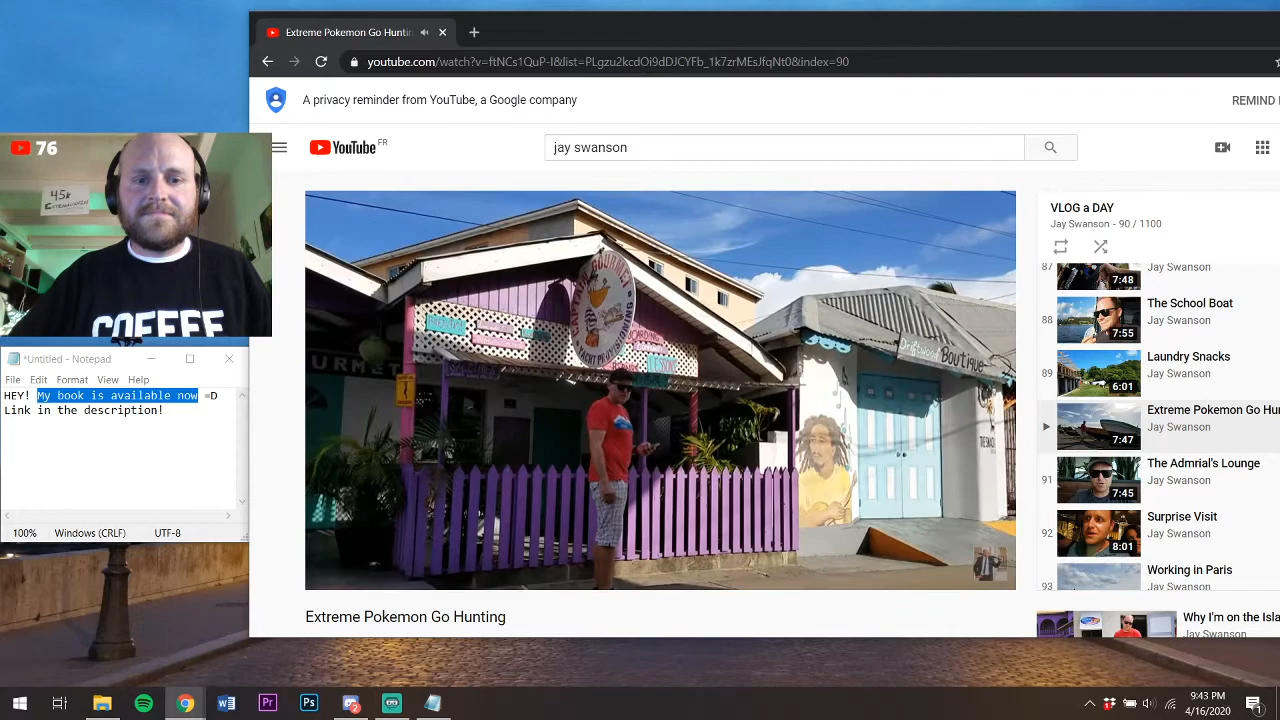 Extreme Pokemon Go Huntin
youtube.com/watch?v=ftNCs1QuP-I&list=PLgzu2kcdOi9dDJCYFb_1k7zrMEsJfqNt0&index=90
A privacy reminder from YouTube, a Google company
REMIND
YouTube FR
jay swanson
76
45k
COFFEE
*Untitled - Notepad
File Edit Format View Help
HEY! My book is available now =D
Link in the description!
100% Windows (CRLF) UTF-8
Driftwood Boutique
VLOG a DAY
Jay Swanson - 90 / 1100
87
Jay Swanson
7:48
88
The School Boat
Jay Swanson
7:55
89
Laundry Snacks
Jay Swanson
6:01
Extreme Pokemon Go Hu
Jay Swanson
7:47
91
The Admrial's Lounge
Jay Swanson
7:45
92
Surprise Visit
Jay Swanson
8:01
93
Working in Paris
Jay Swanson
Extreme Pokemon Go Hunting
Why I'm on the Isla
Jay Swanson
W
Pr
Ps
9:43 PM
4/16/2020